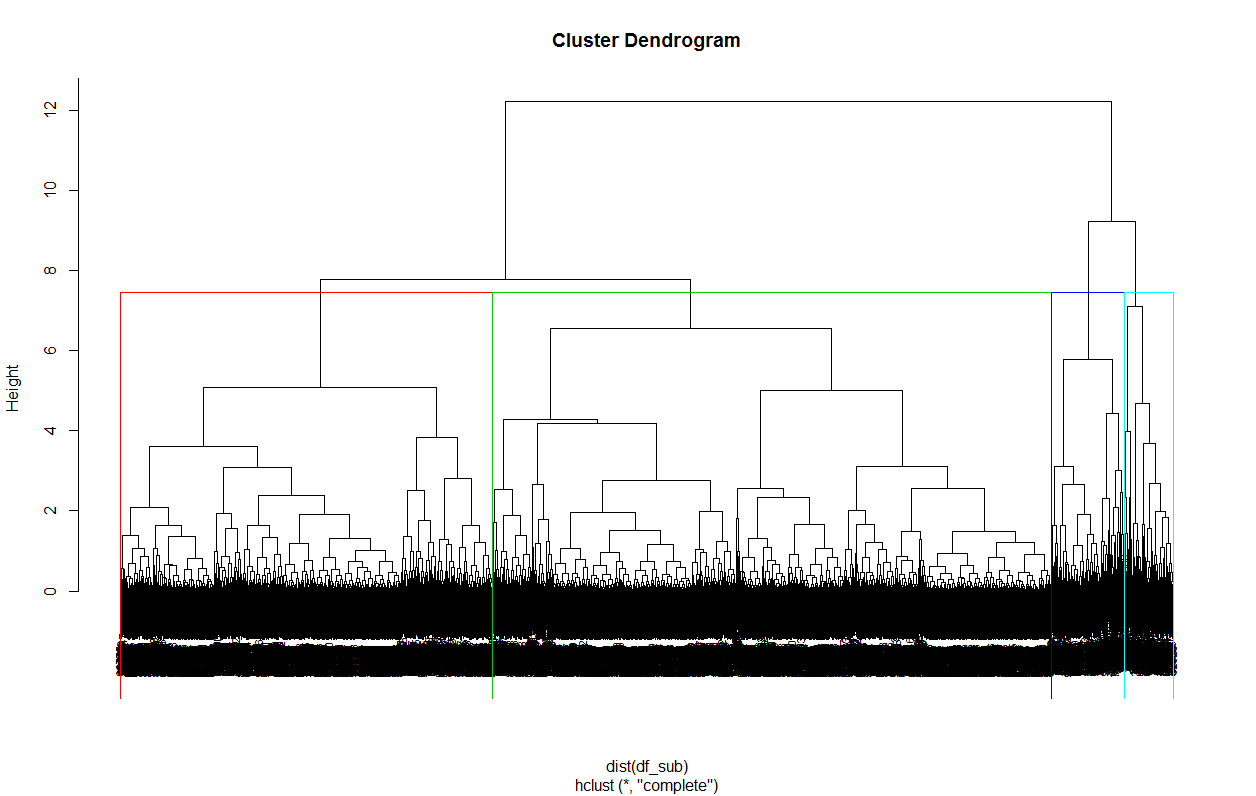 Cluster Dendrogram
12
10
8
6
4
2
0
Height
dist(df_sub)
hclust (*, "complete")